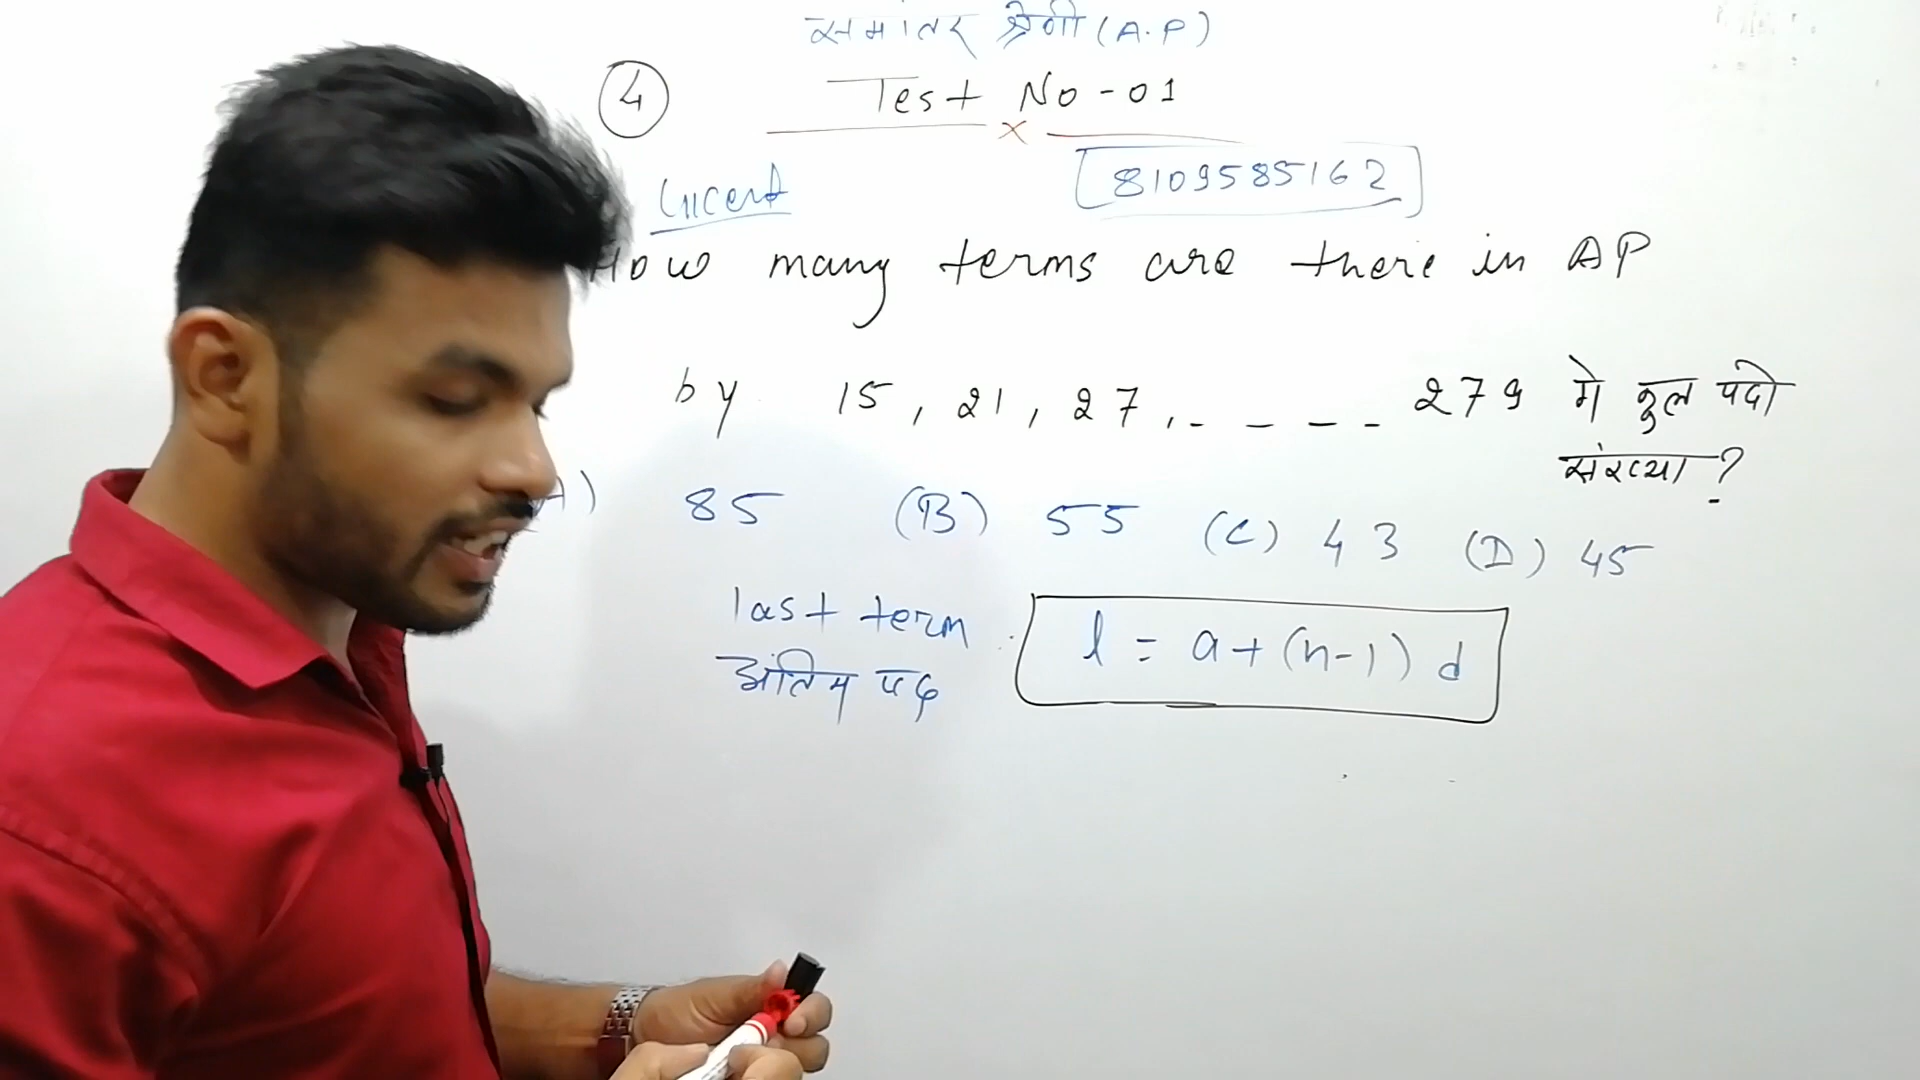 समांतर श्रेणी (A.P)
④ Test No-01
8109585162
How many terms are there in AP
by 15, 21, 27, - - - - - 279 मे कुल पदो
संख्या?
A) 85 (B) 55 (C) 43 (D) 45
last term l = a + (n-1) d
अंतिम पद